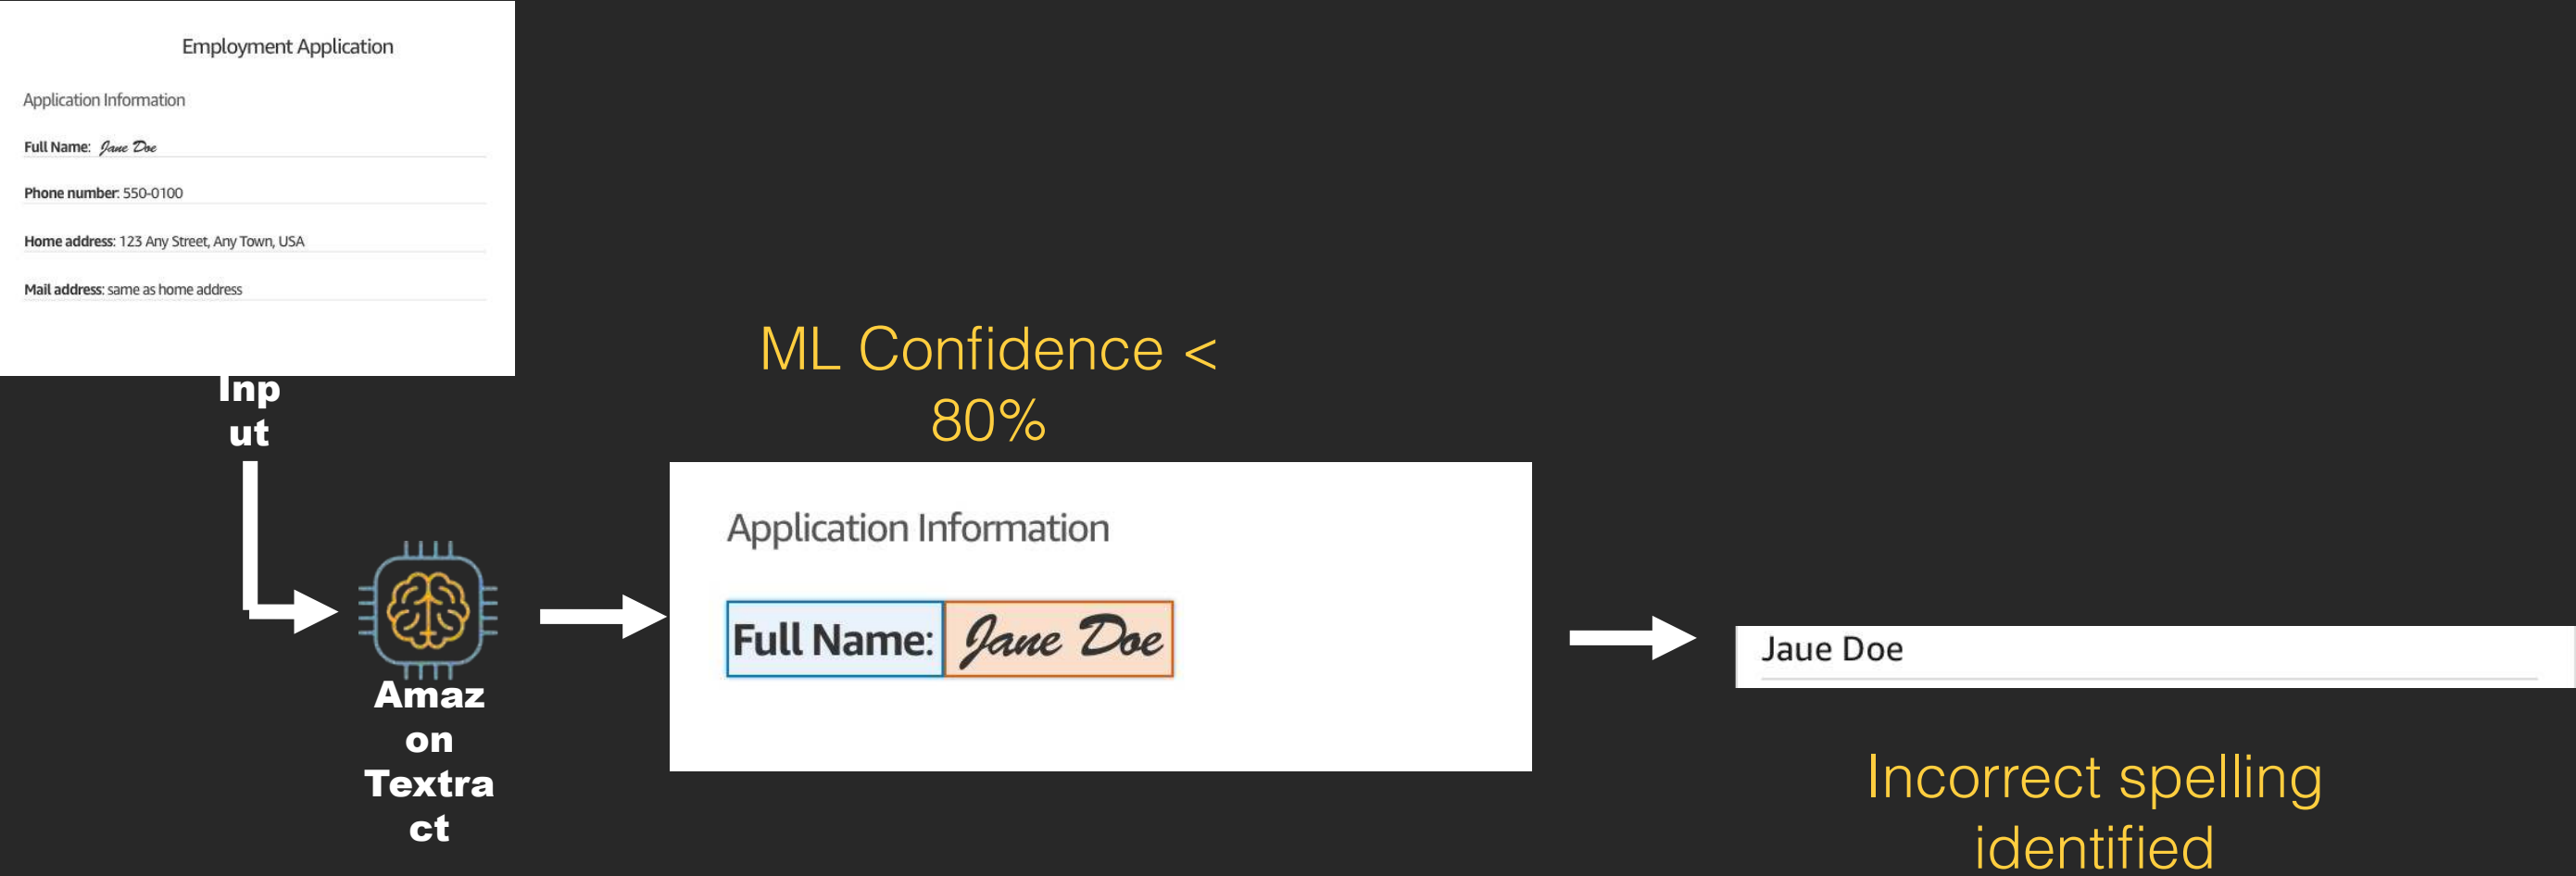 Employment Application
Application Information
Full Name: Jane Doe
Phone number: 550-0100
Home address: 123 Any Street, Any Town, USA
Mail address: same as home address
Inp
ut
Amaz
on
Textra
ct
ML Confidence <
80%
Application Information
Full Name: Jane Doe
Jaue Doe
Incorrect spelling
identified